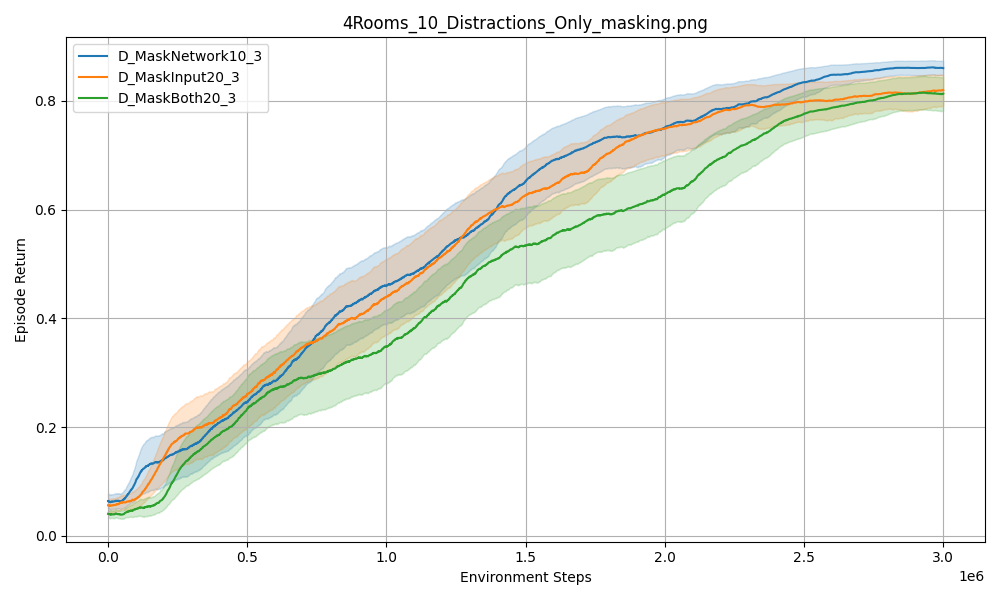 4Rooms_10_Distractions_Only_masking.png
D_MaskNetwork10_3
D_MaskInput20_3
D_MaskBoth20_3
Episode Return
0.8
0.6
0.4
0.2
0.0
0.0 0.5 1.0 1.5 2.0 2.5 3.0
1e6
Environment Steps